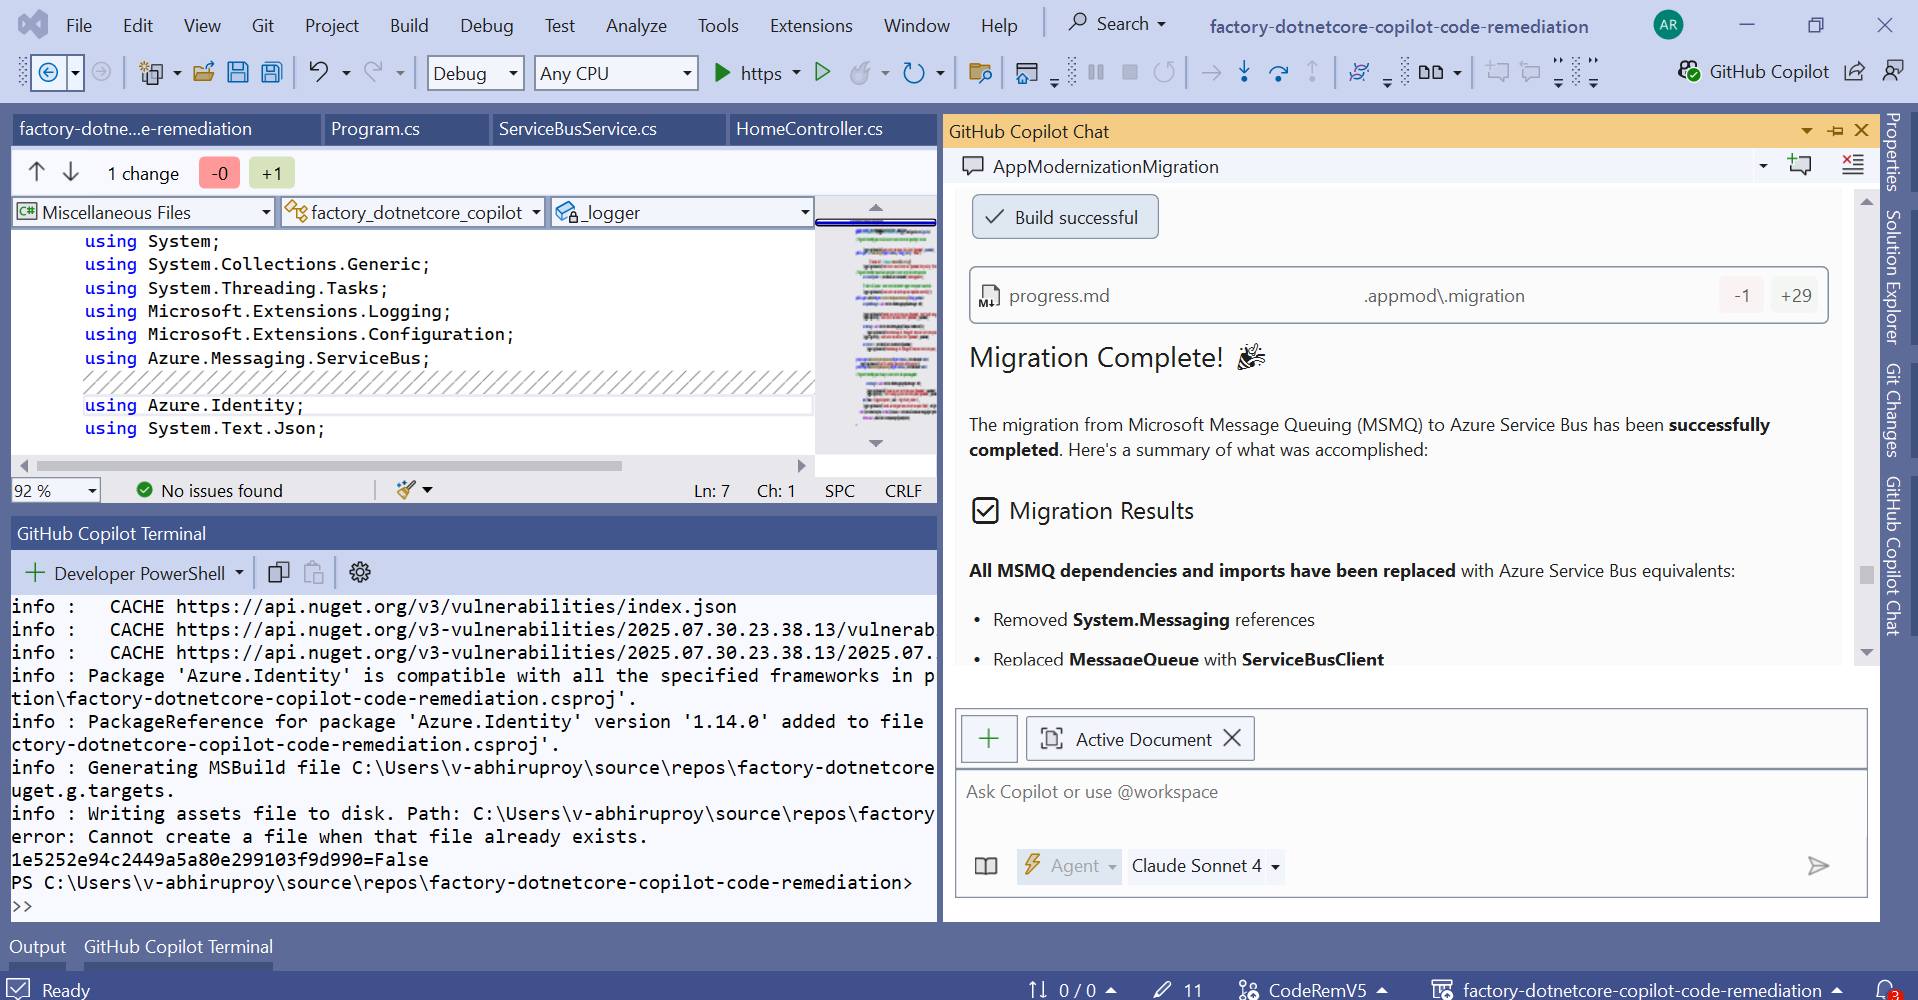 File Edit View Git Project Build Debug Test Analyze Tools Extensions Window Help Search factory-dotnetcore-copilot-code-remediation AR
Debug Any CPU https GitHub Copilot
factory-dotne...e-remediation Program.cs ServiceBusService.cs HomeController.cs
1 change -0 +1
C# Miscellaneous Files factory_dotnetcore_copilot _logger
using System;
using System.Collections.Generic;
using System.Threading.Tasks;
using Microsoft.Extensions.Logging;
using Microsoft.Extensions.Configuration;
using Azure.Messaging.ServiceBus;
using Azure.Identity;
using System.Text.Json;
92 % No issues found Ln: 7 Ch: 1 SPC CRLF
GitHub Copilot Terminal
Developer PowerShell
info :   CACHE https://api.nuget.org/v3/vulnerabilities/index.json
info :   CACHE https://api.nuget.org/v3-vulnerabilities/2025.07.30.23.38.13/vulnerab
info :   CACHE https://api.nuget.org/v3-vulnerabilities/2025.07.30.23.38.13/2025.07.
info : Package 'Azure.Identity' is compatible with all the specified frameworks in p
tion\factory-dotnetcore-copilot-code-remediation.csproj'.
info : PackageReference for package 'Azure.Identity' version '1.14.0' added to file
ctory-dotnetcore-copilot-code-remediation.csproj'.
info : Generating MSBuild file C:\Users\v-abhiruproy\source\repos\factory-dotnetcore
uget.g.targets.
info : Writing assets file to disk. Path: C:\Users\v-abhiruproy\source\repos\factory
error: Cannot create a file when that file already exists.
1e5252e94c2449a5a80e299103f9d990=False
PS C:\Users\v-abhiruproy\source\repos\factory-dotnetcore-copilot-code-remediation>
>>
Output GitHub Copilot Terminal
GitHub Copilot Chat
AppModernizationMigration
Build successful
progress.md .appmod\.migration -1 +29
Migration Complete! 🎉
The migration from Microsoft Message Queuing (MSMQ) to Azure Service Bus has been successfully
completed. Here's a summary of what was accomplished:
Migration Results
All MSMQ dependencies and imports have been replaced with Azure Service Bus equivalents:
• Removed System.Messaging references
• Replaced MessageQueue with ServiceBusClient
Active Document
Ask Copilot or use @workspace
Agent Claude Sonnet 4
Properties
Solution Explorer
Git Changes
GitHub Copilot Chat
Ready 0 / 0 11 CodeRemV5 factory-dotnetcore-copilot-code-remediation 3